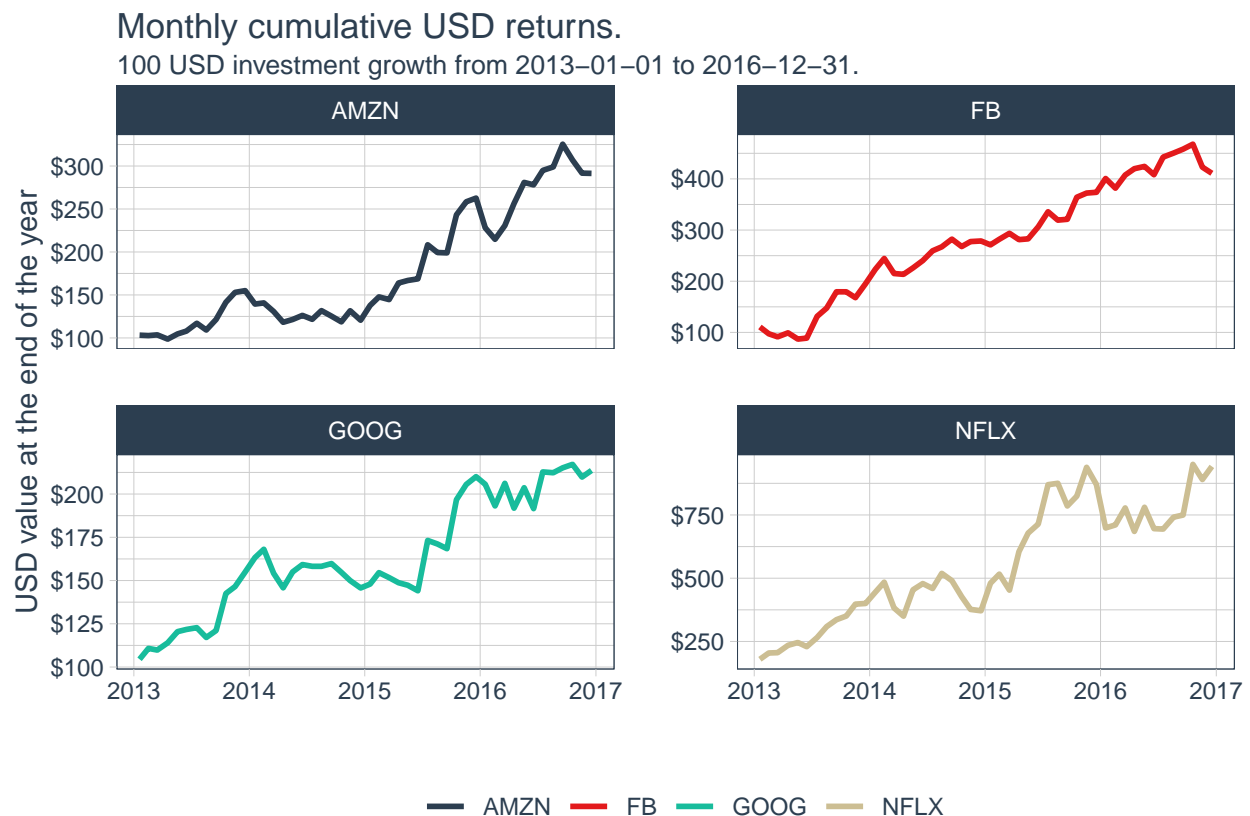 Monthly cumulative USD returns.
100 USD investment growth from 2013−01−01 to 2016−12−31.
USD value at the end of the year
AMZN
$300
$250
$200
$150
$100
FB
$400
$300
$200
$100
GOOG
$200
$175
$150
$125
$100
2013 2014 2015 2016 2017
NFLX
$750
$500
$250
2013 2014 2015 2016 2017
AMZN FB GOOG NFLX